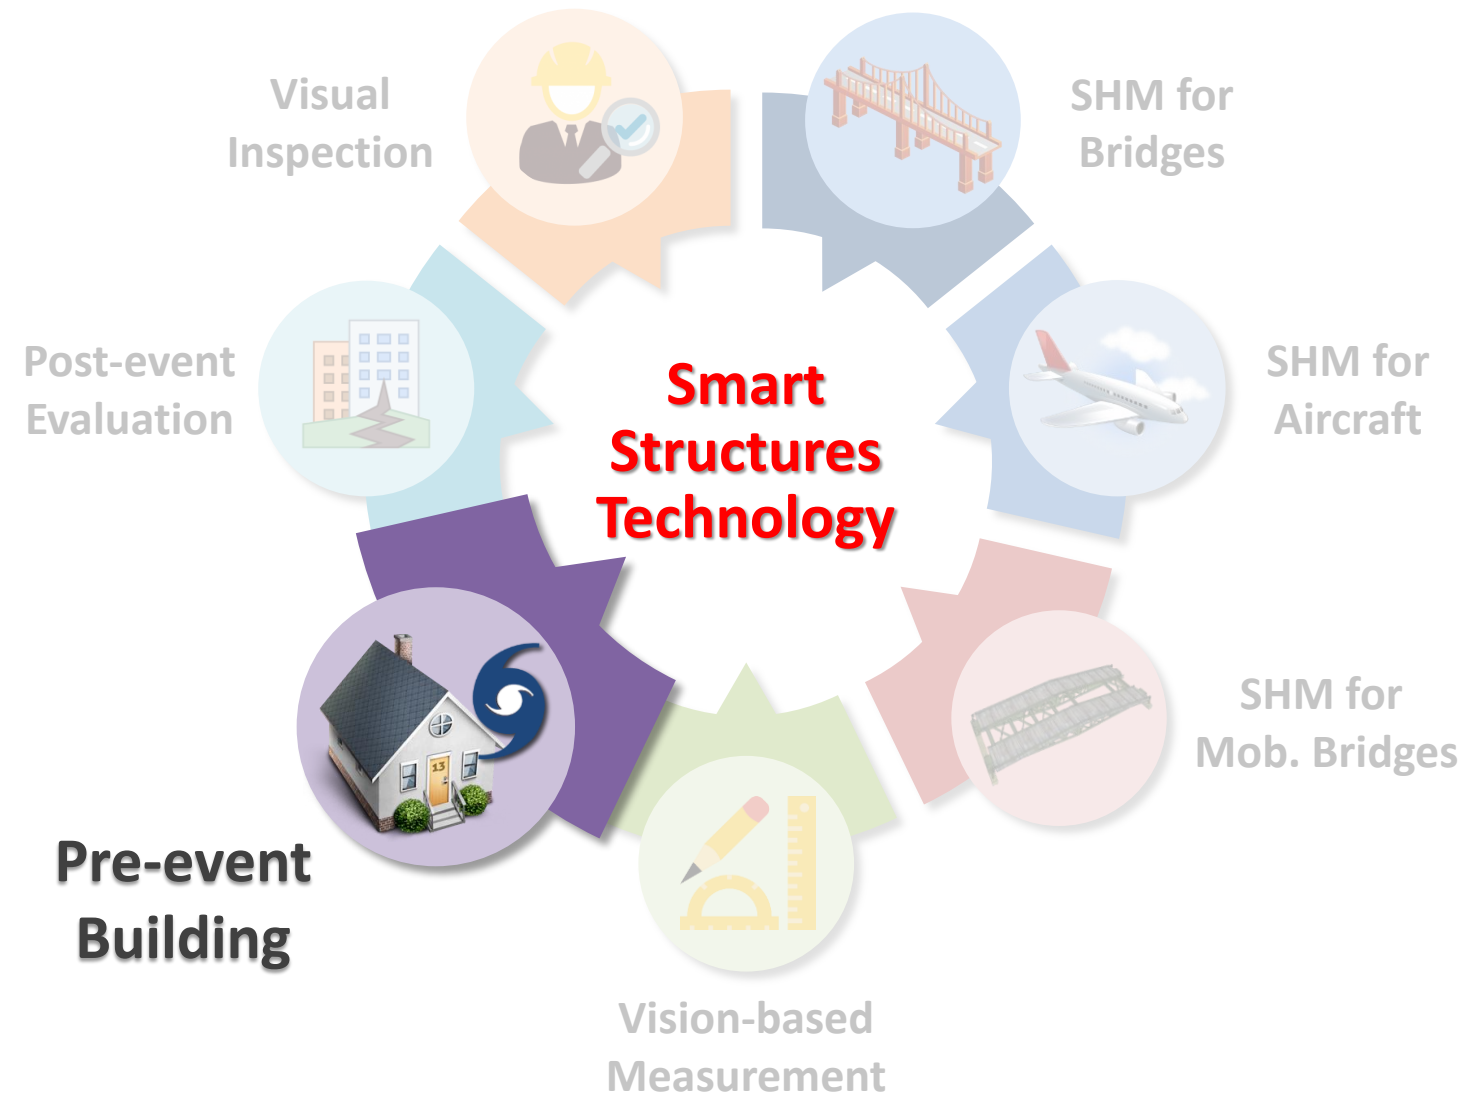 Visual
Inspection
SHM for
Bridges
Post-event
Evaluation
Smart
Structures
Technology
SHM for
Aircraft
SHM for
Mob. Bridges
13
Pre-event
Building
Vision-based
Measurement